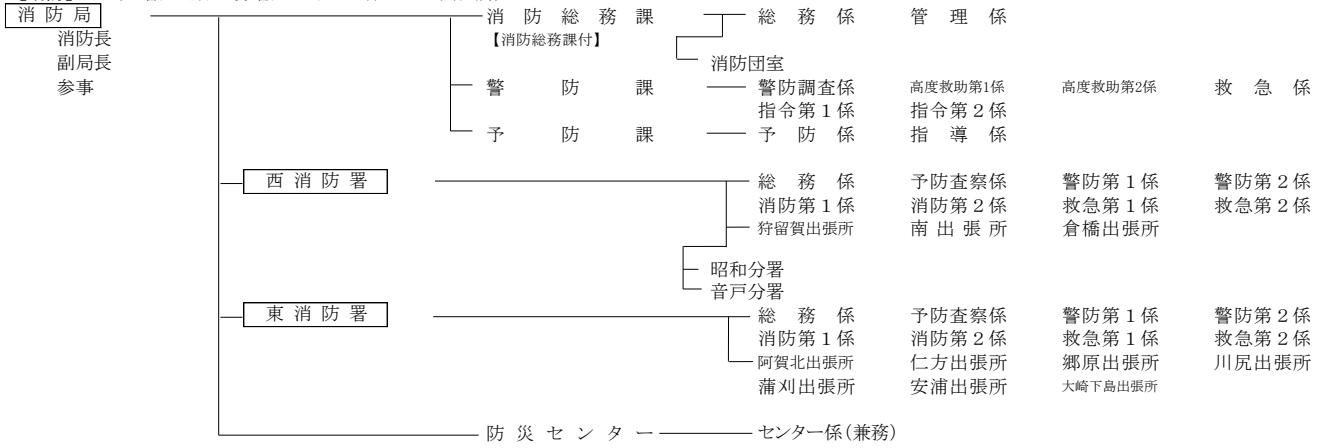 消防局 消防総務課 総務係 管理係
消防長 【消防総務課付】
副局長 消防団室
参事 警防課 警防調査係 高度救助第1係 高度救助第2係 救急係
指令第1係 指令第2係
予防課 予防係 指導係
西消防署 総務係 予防査察係 警防第1係 警防第2係
消防第1係 消防第2係 救急第1係 救急第2係
狩留賀出張所 南出張所 倉橋出張所
昭和分署
音戸分署
東消防署 総務係 予防査察係 警防第1係 警防第2係
消防第1係 消防第2係 救急第1係 救急第2係
阿賀北出張所 仁方出張所 郷原出張所 川尻出張所
蒲刈出張所 安浦出張所 大崎下島出張所
防災センター センター係(兼務)